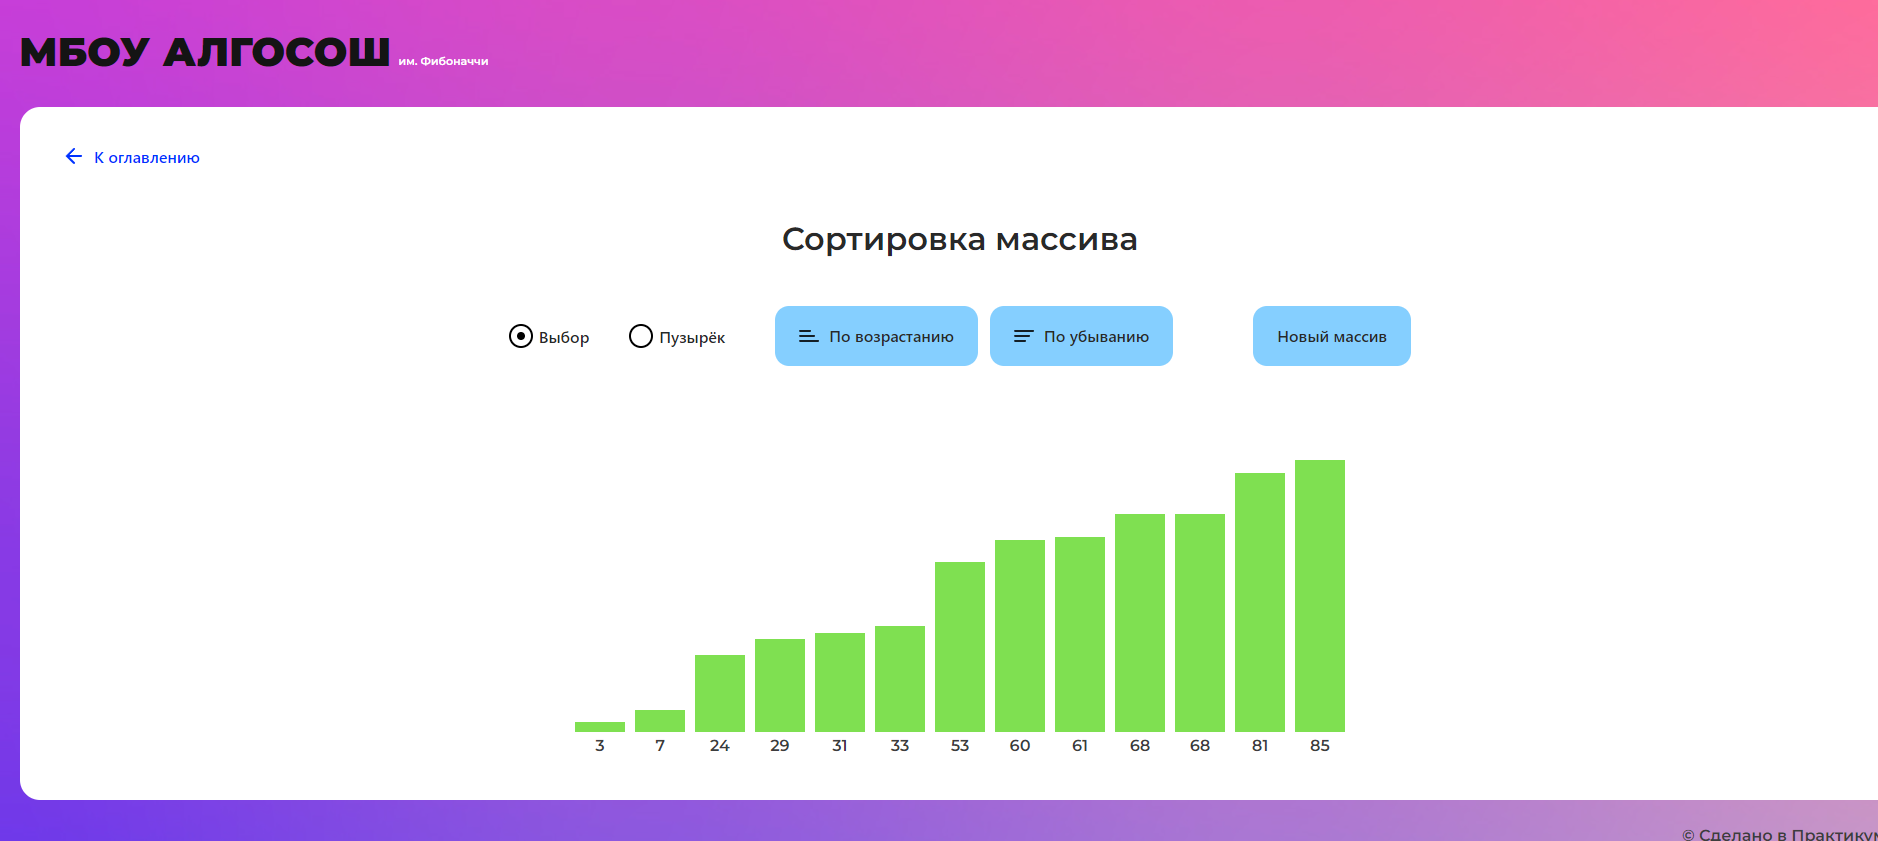 МБОУ АЛГОСОШ им. Фибоначчи
К оглавлению
Сортировка массива
Выбор Пузырёк По возрастанию По убыванию Новый массив
3 7 24 29 31 33 53 60 61 68 68 81 85
© Сделано в